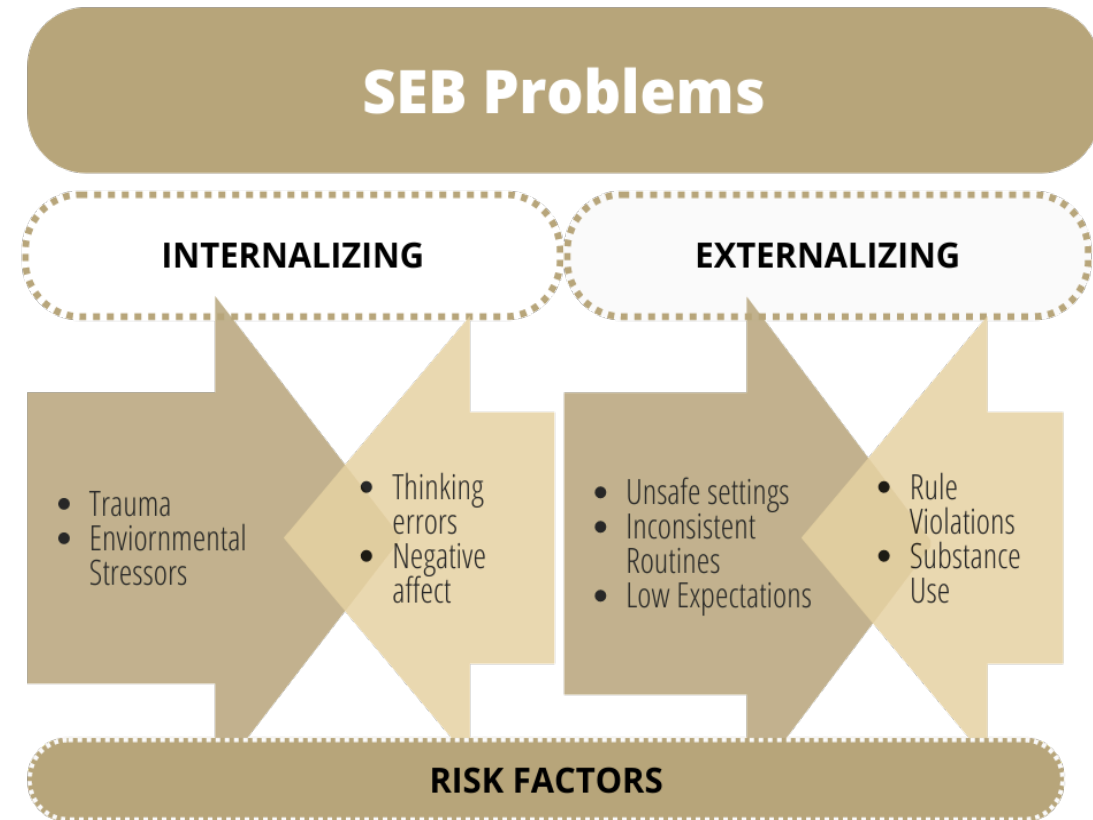 SEB Problems
INTERNALIZING
EXTERNALIZING
• Trauma
• Enviornmental
Stressors
• Thinking
errors
• Negative
affect
• Unsafe settings
• Inconsistent
Routines
• Low Expectations
• Rule
Violations
• Substance
Use
RISK FACTORS